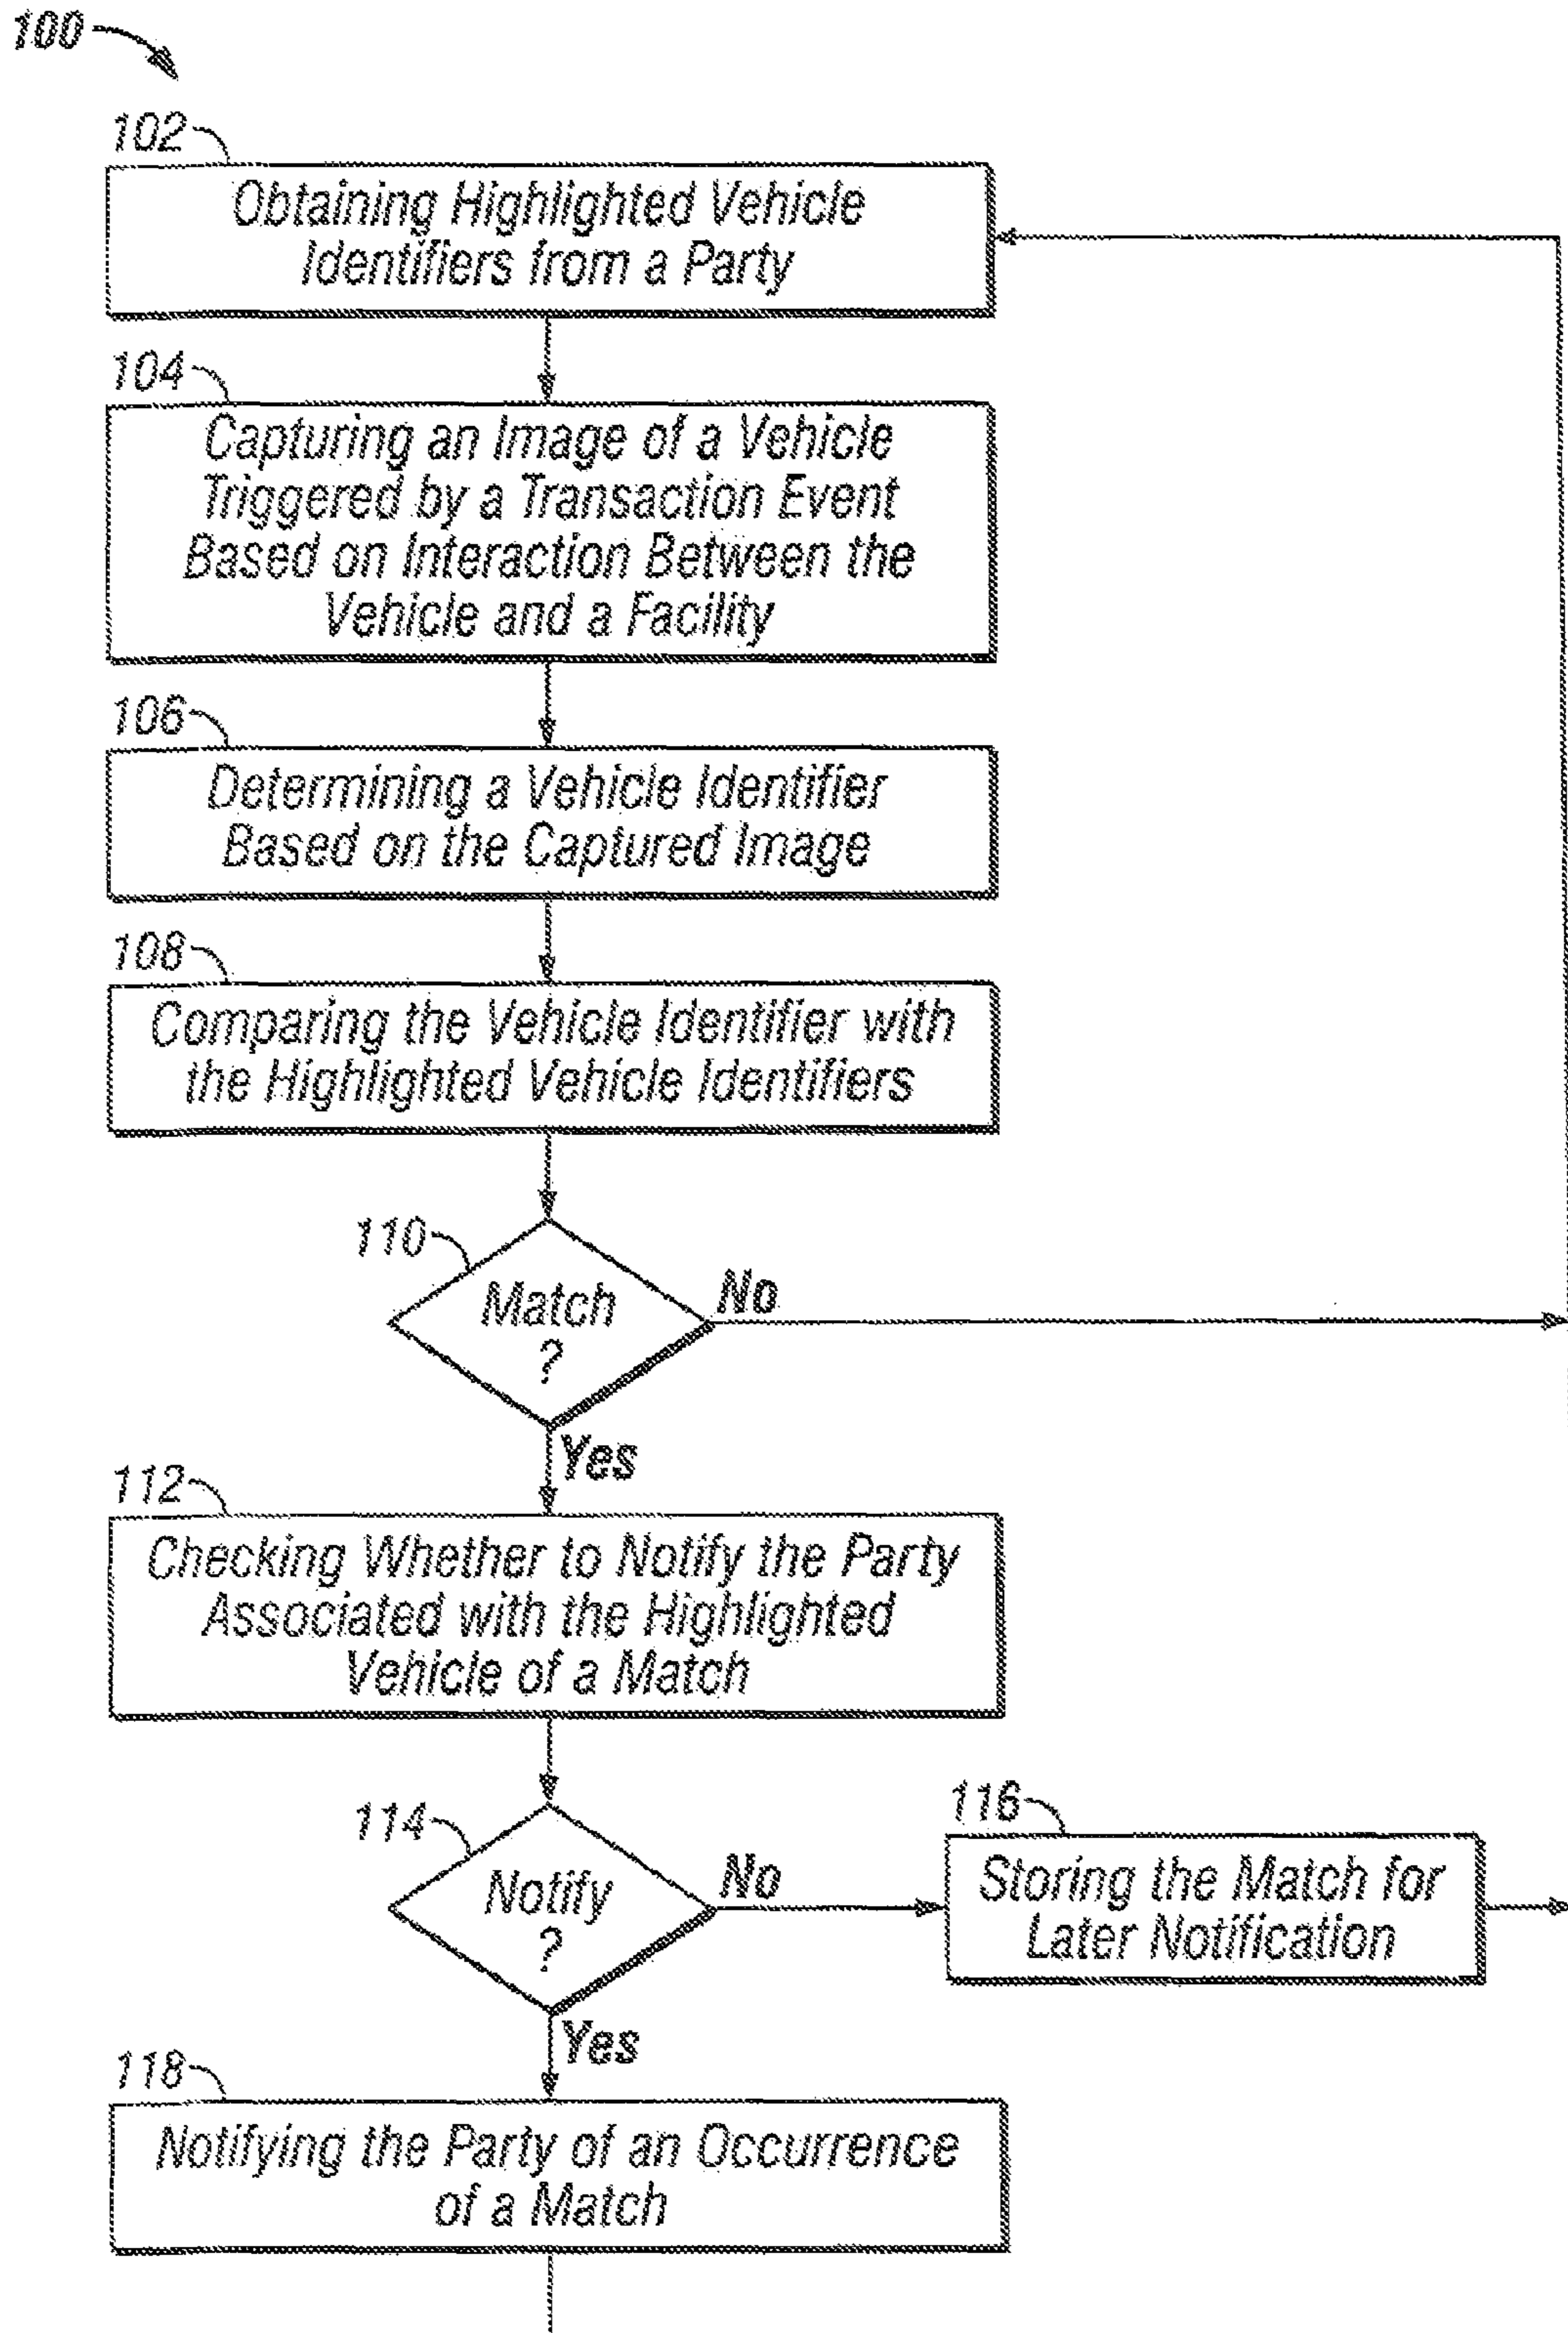 100
102
Obtaining Highlighted Vehicle
Identifiers from a Party
104
Capturing an Image of a Vehicle
Triggered by a Transaction Event
Based on Interaction Between the
Vehicle and a Facility
106
Determining a Vehicle Identifier
Based on the Captured Image
108
Comparing the Vehicle Identifier with
the Highlighted Vehicle Identifiers
110
Match
?
No
Yes
112
Checking Whether to Notify the Party
Associated with the Highlighted
Vehicle of a Match
114
Notify
?
No
116
Storing the Match for
Later Notification
Yes
118
Notifying the Party of an Occurrence
of a Match